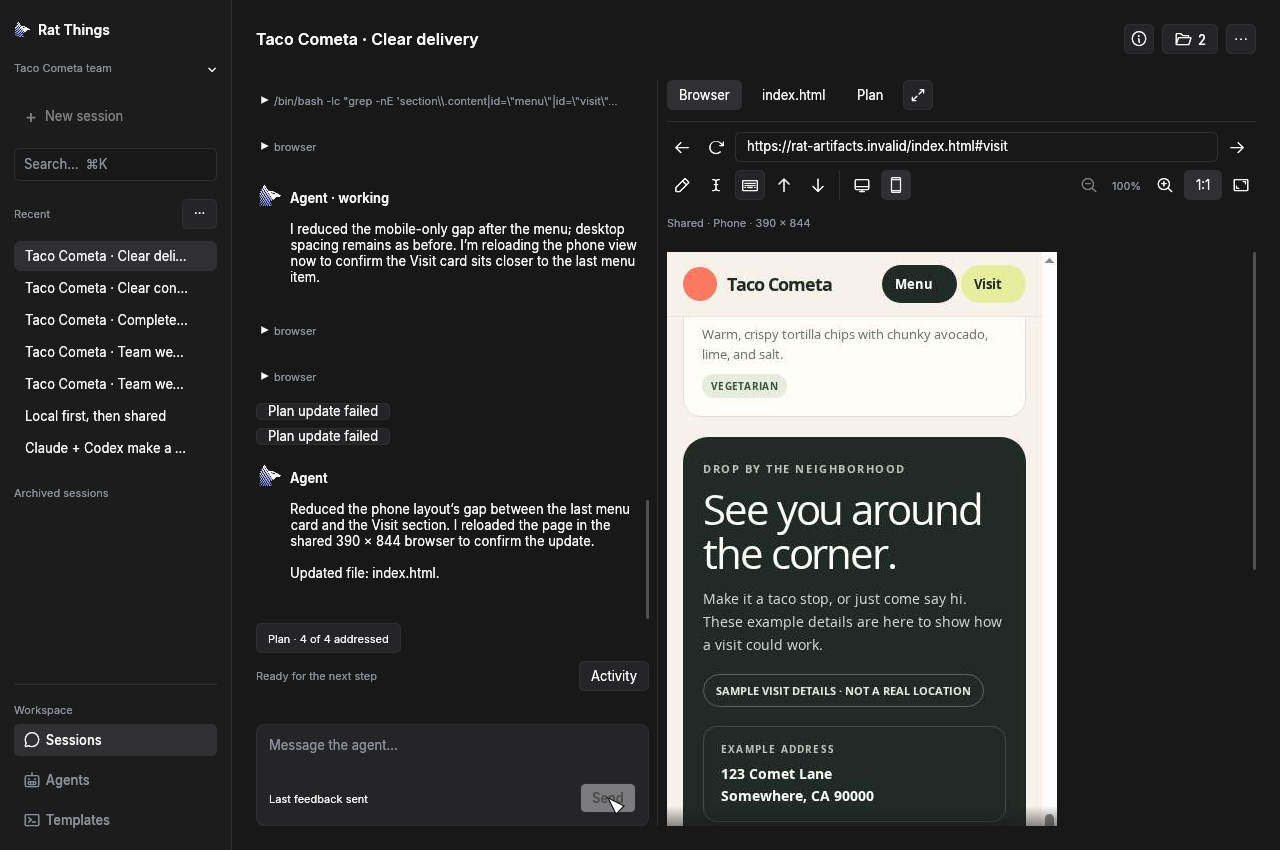 Rat Things
Taco Cometa team
+ New session
Search... ⌘K
Recent
...
Taco Cometa · Clear deli...
Taco Cometa · Clear con...
Taco Cometa · Complete...
Taco Cometa · Team we...
Taco Cometa · Team we...
Local first, then shared
Claude + Codex make a ...
Archived sessions
Workspace
Sessions
Agents
Templates
Taco Cometa · Clear delivery
2
...
/bin/bash -lc "grep -nE 'section\\.content|id=\"menu\"|id=\"visit\"...
browser
Agent · working
I reduced the mobile-only gap after the menu; desktop
spacing remains as before. I'm reloading the phone view
now to confirm the Visit card sits closer to the last menu
item.
browser
browser
Plan update failed
Plan update failed
Agent
Reduced the phone layout's gap between the last menu
card and the Visit section. I reloaded the page in the
shared 390 × 844 browser to confirm the update.
Updated file: index.html.
Plan · 4 of 4 addressed
Ready for the next step
Activity
Message the agent...
Last feedback sent
Send
Browser
index.html
Plan
https://rat-artifacts.invalid/index.html#visit
100%
1:1
Shared · Phone · 390 × 844
Taco Cometa
Menu
Visit
Warm, crispy tortilla chips with chunky avocado,
lime, and salt.
VEGETARIAN
DROP BY THE NEIGHBORHOOD
See you around
the corner.
Make it a taco stop, or just come say hi.
These example details are here to show how
a visit could work.
SAMPLE VISIT DETAILS · NOT A REAL LOCATION
EXAMPLE ADDRESS
123 Comet Lane
Somewhere, CA 90000